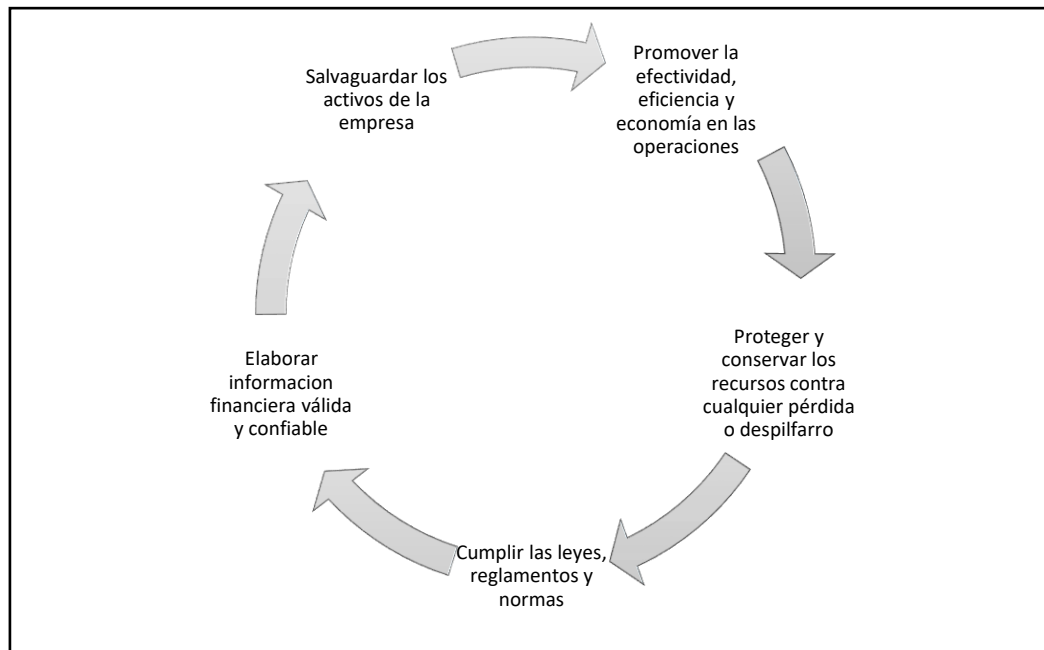 Salvaguardar los
activos de la
empresa
Promover la
efectividad,
eficiencia y
economía en las
operaciones
Proteger y
conservar los
recursos contra
cualquier pérdida
o despilfarro
Cumplir las leyes,
reglamentos y
normas
Elaborar
informacion
financiera válida
y confiable